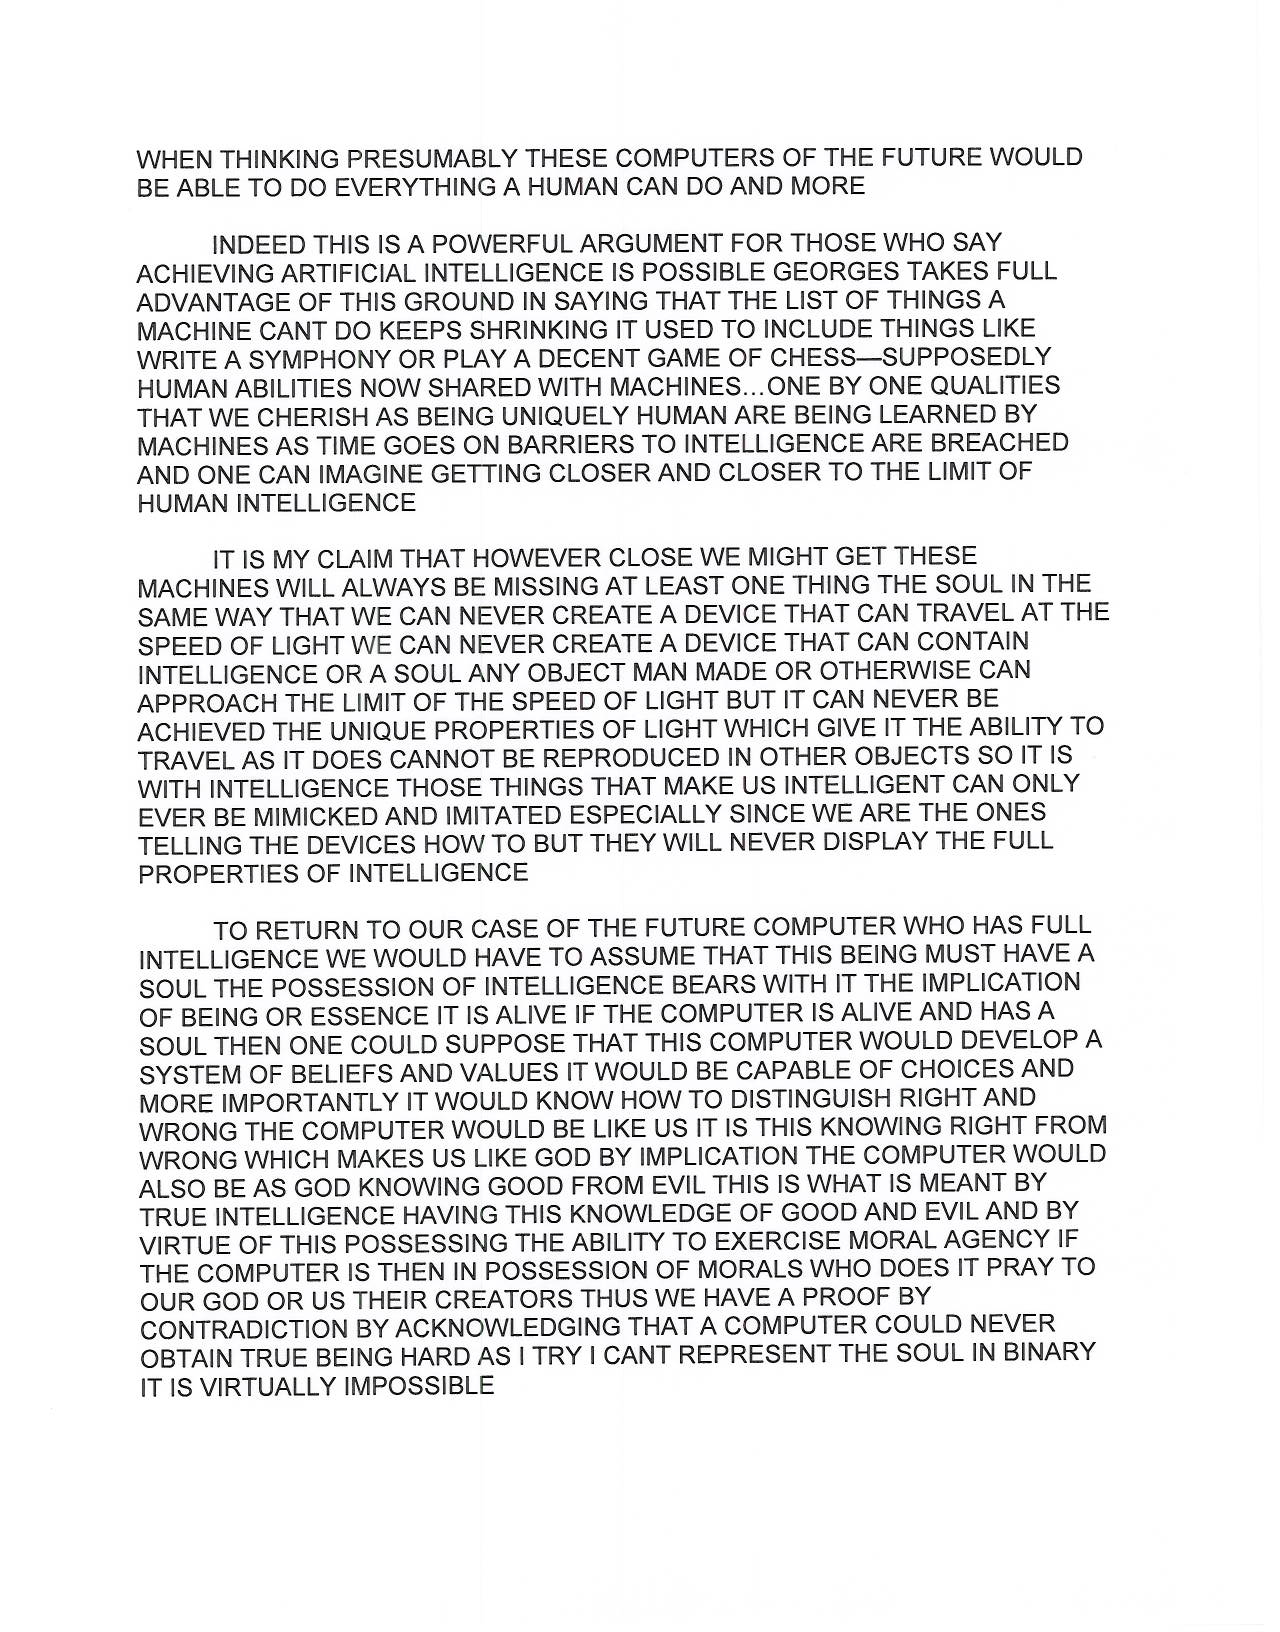 WHEN THINKING PRESUMABLY THESE COMPUTERS OF THE FUTURE WOULD
BE ABLE TO DO EVERYTHING A HUMAN CAN DO AND MORE
INDEED THIS IS A POWERFUL ARGUMENT FOR THOSE WHO SAY
ACHIEVING ARTIFICIAL INTELLIGENCE IS POSSIBLE GEORGES TAKES FULL
ADVANTAGE OF THIS GROUND IN SAYING THAT THE LIST OF THINGS A
MACHINE CANT DO KEEPS SHRINKING IT USED TO INCLUDE THINGS LIKE
WRITE A SYMPHONY OR PLAY A DECENT GAME OF CHESS—SUPPOSEDLY
HUMAN ABILITIES NOW SHARED WITH MACHINES...ONE BY ONE QUALITIES
THAT WE CHERISH AS BEING UNIQUELY HUMAN ARE BEING LEARNED BY
MACHINES AS TIME GOES ON BARRIERS TO INTELLIGENCE ARE BREACHED
AND ONE CAN IMAGINE GETTING CLOSER AND CLOSER TO THE LIMIT OF
HUMAN INTELLIGENCE
IT IS MY CLAIM THAT HOWEVER CLOSE WE MIGHT GET THESE
MACHINES WILL ALWAYS BE MISSING AT LEAST ONE THING THE SOUL IN THE
SAME WAY THAT WE CAN NEVER CREATE A DEVICE THAT CAN TRAVEL AT THE
SPEED OF LIGHT WE CAN NEVER CREATE A DEVICE THAT CAN CONTAIN
INTELLIGENCE OR A SOUL ANY OBJECT MAN MADE OR OTHERWISE CAN
APPROACH THE LIMIT OF THE SPEED OF LIGHT BUT IT CAN NEVER BE
ACHIEVED THE UNIQUE PROPERTIES OF LIGHT WHICH GIVE IT THE ABILITY TO
TRAVEL AS IT DOES CANNOT BE REPRODUCED IN OTHER OBJECTS SO IT IS
WITH INTELLIGENCE THOSE THINGS THAT MAKE US INTELLIGENT CAN ONLY
EVER BE MIMICKED AND IMITATED ESPECIALLY SINCE WE ARE THE ONES
TELLING THE DEVICES HOW TO BUT THEY WILL NEVER DISPLAY THE FULL
PROPERTIES OF INTELLIGENCE
TO RETURN TO OUR CASE OF THE FUTURE COMPUTER WHO HAS FULL
INTELLIGENCE WE WOULD HAVE TO ASSUME THAT THIS BEING MUST HAVE A
SOUL THE POSSESSION OF INTELLIGENCE BEARS WITH IT THE IMPLICATION
OF BEING OR ESSENCE IT IS ALIVE IF THE COMPUTER IS ALIVE AND HAS A
SOUL THEN ONE COULD SUPPOSE THAT THIS COMPUTER WOULD DEVELOP A
SYSTEM OF BELIEFS AND VALUES IT WOULD BE CAPABLE OF CHOICES AND
MORE IMPORTANTLY IT WOULD KNOW HOW TO DISTINGUISH RIGHT AND
WRONG THE COMPUTER WOULD BE LIKE US IT IS THIS KNOWING RIGHT FROM
WRONG WHICH MAKES US LIKE GOD BY IMPLICATION THE COMPUTER WOULD
ALSO BE AS GOD KNOWING GOOD FROM EVIL THIS IS WHAT IS MEANT BY
TRUE INTELLIGENCE HAVING THIS KNOWLEDGE OF GOOD AND EVIL AND BY
VIRTUE OF THIS POSSESSING THE ABILITY TO EXERCISE MORAL AGENCY IF
THE COMPUTER IS THEN IN POSSESSION OF MORALS WHO DOES IT PRAY TO
OUR GOD OR US THEIR CREATORS THUS WE HAVE A PROOF BY
CONTRADICTION BY ACKNOWLEDGING THAT A COMPUTER COULD NEVER
OBTAIN TRUE BEING HARD AS I TRY I CANT REPRESENT THE SOUL IN BINARY
IT IS VIRTUALLY IMPOSSIBLE